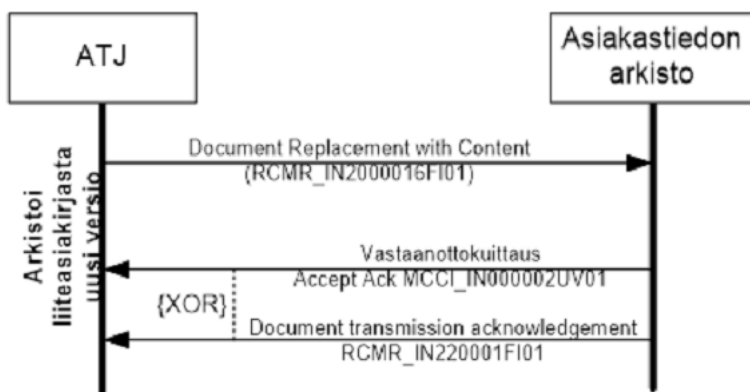 ATJ
Asiakastiedon
arkisto
Document Replacement with Content
(RCMR_IN2000016FI01)
Arkistoi
liiteasiakirjasta
uusi versio
Vastaanottokuittaus
Accept Ack MCCI_IN000002UV01
{XOR}
Document transmission acknowledgement
RCMR_IN220001FI01